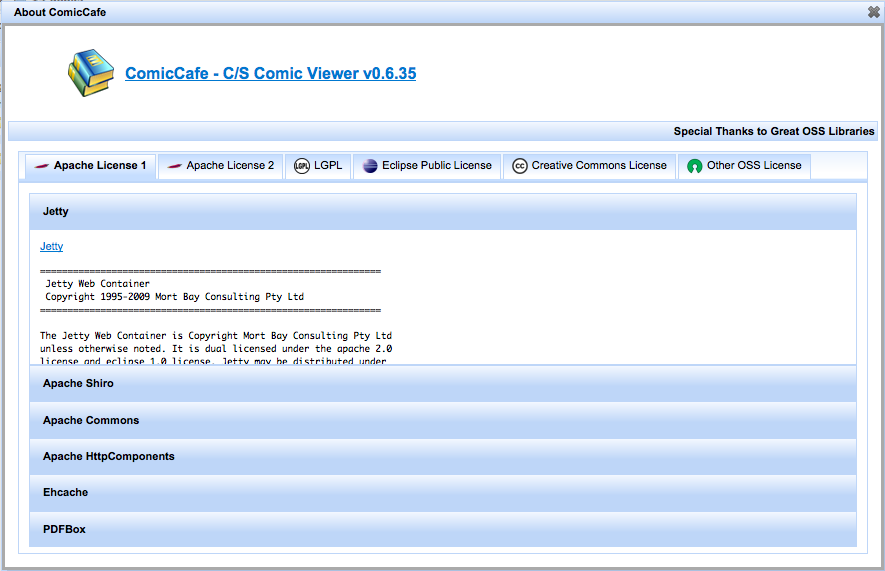 About ComicCafe
ComicCafe - C/S Comic Viewer v0.6.35
Special Thanks to Great OSS Libraries
Apache License 1 Apache License 2 LGPL LGPL Eclipse Public License cc Creative Commons License Other OSS License
Jetty
Jetty
==============================================================
Jetty Web Container
Copyright 1995-2009 Mort Bay Consulting Pty Ltd
==============================================================
The Jetty Web Container is Copyright Mort Bay Consulting Pty Ltd
unless otherwise noted. It is dual licensed under the apache 2.0
license and eclipse 1.0 license. Jetty may be distributed under
Apache Shiro
Apache Commons
Apache HttpComponents
Ehcache
PDFBox